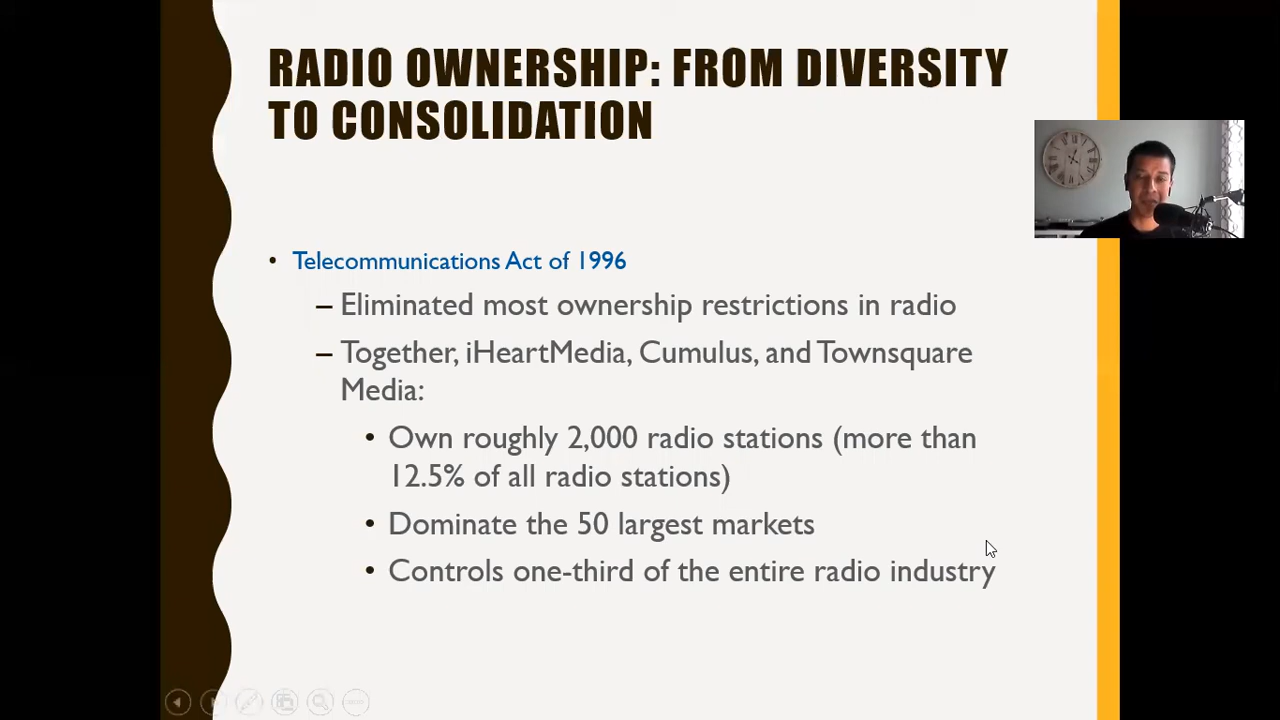 RADIO OWNERSHIP: FROM DIVERSITY
TO CONSOLIDATION
• Telecommunications Act of 1996
– Eliminated most ownership restrictions in radio
– Together, iHeartMedia, Cumulus, and Townsquare
Media:
• Own roughly 2,000 radio stations (more than
12.5% of all radio stations)
• Dominate the 50 largest markets
• Controls one-third of the entire radio industry